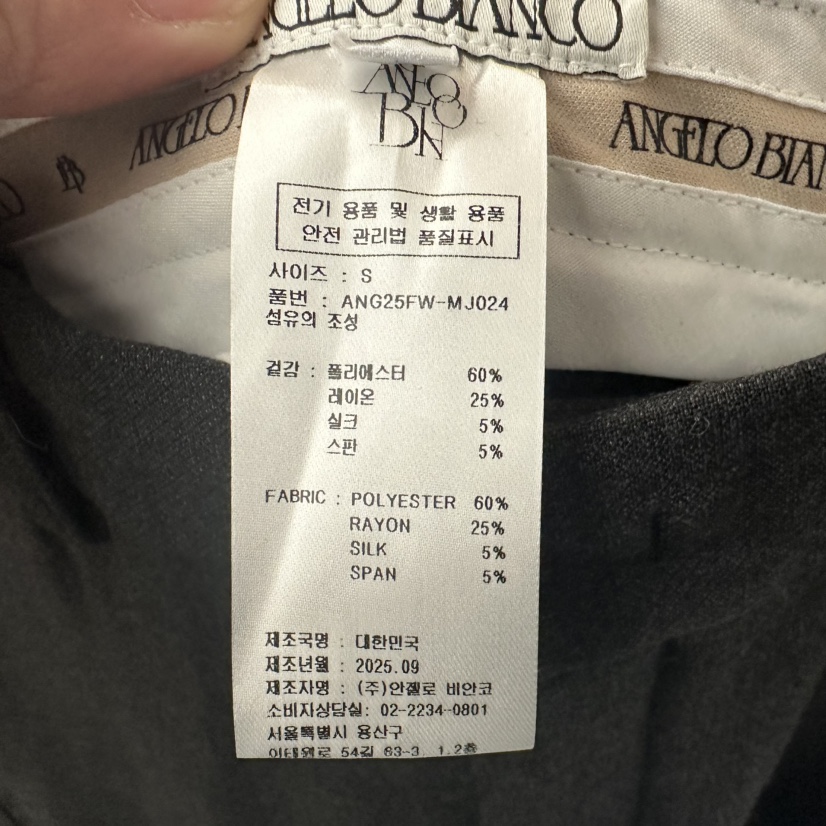 ANGELO BIANCO
ANGELO
ANGELO BIAN
전기 용품 및 생활 용품
안전 관리법 품질표시
사이즈 : S
품번 : ANG25FW-MJ024
섬유의 조성
겉감 : 폴리에스터 60%
레이온 25%
실크 5%
스판 5%
FABRIC : POLYESTER 60%
RAYON 25%
SILK 5%
SPAN 5%
제조국명 : 대한민국
제조년월 : 2025.09
제조자명 : (주)안젤로 비안코
소비자상담실: 02-2234-0801
서울특별시 용산구
이태원로 54길 63-3, 1,2층